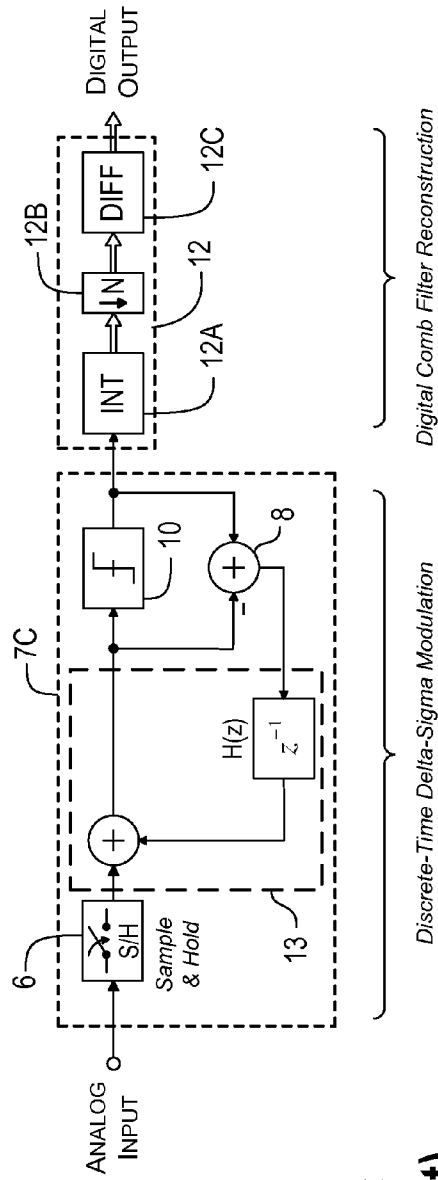 ANALOG
INPUT
6
S/H
Sample
& Hold
7C
+
13
H(z)
z⁻¹
10
–
+
8
INT
12A
12B
↓N
12
DIFF
12C
DIGITAL
OUTPUT
Discrete-Time Delta-Sigma Modulation
Digital Comb Filter Reconstruction